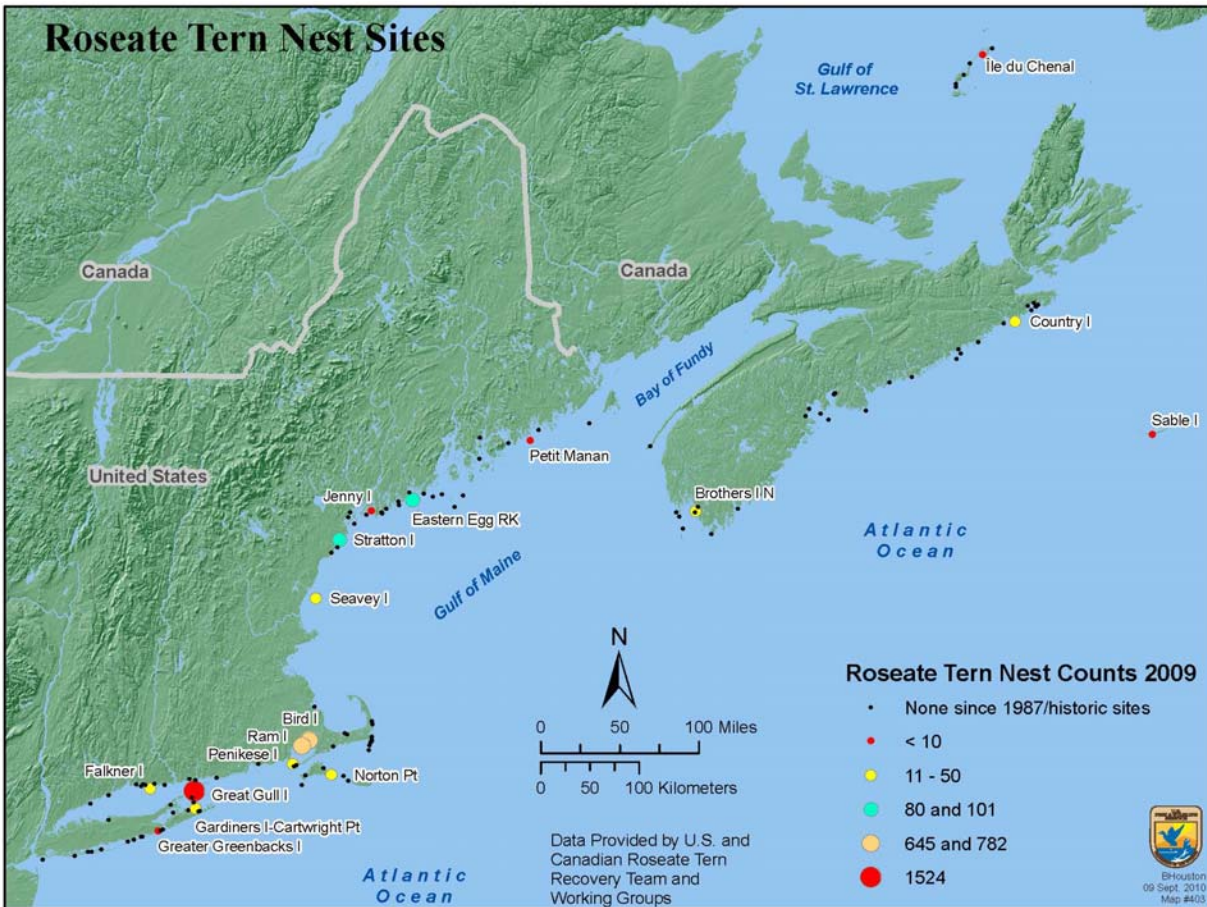 Roseate Tern Nest Sites
Gulf of
St. Lawrence
Île du Chenal
Canada
Canada
Country I
Bay of Fundy
Sable I
Petit Manan
United States
Brothers I N
Jenny I
Eastern Egg RK
Atlantic
Ocean
Stratton I
Gulf of Maine
Seavey I
N
Roseate Tern Nest Counts 2009
None since 1987/historic sites
< 10
11 - 50
80 and 101
645 and 782
1524
0 50 100 Miles
0 50 100 Kilometers
Bird I
Ram I
Penikese I
Falkner I
Norton Pt
Great Gull I
Gardiners I-Cartwright Pt
Greater Greenbacks I
Data Provided by U.S. and
Canadian Roseate Tern
Recovery Team and
Working Groups
Atlantic
Ocean
BHouston
09 Sept. 2010
Map #403